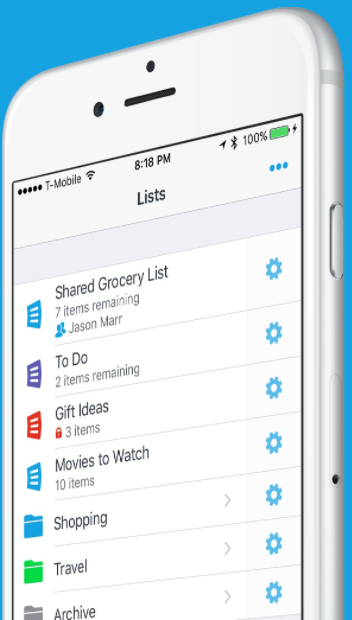 T-Mobile 8:18 PM 100%
Lists
Shared Grocery List
7 items remaining
Jason Marr
To Do
2 items remaining
Gift Ideas
3 items
Movies to Watch
10 items
Shopping
Travel
Archive